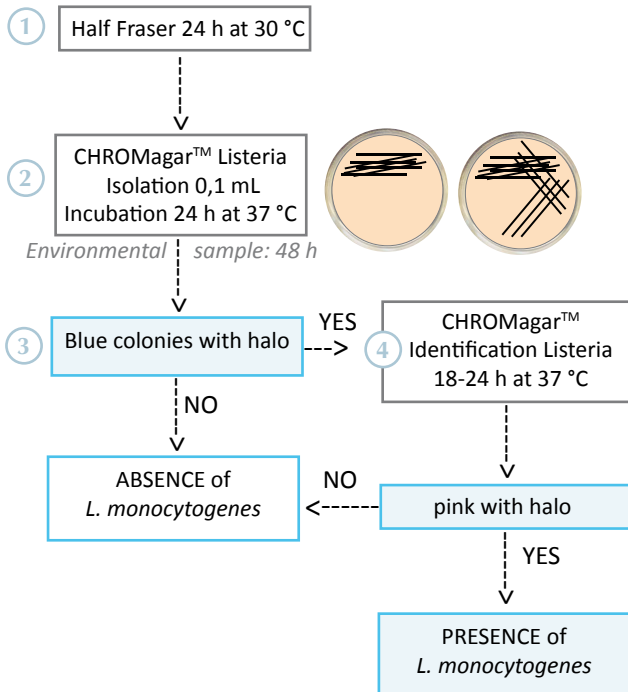 1
Half Fraser 24 h at 30 °C
2
CHROMagar™ Listeria
Isolation 0,1 mL
Incubation 24 h at 37 °C
Environmental sample: 48 h
3
Blue colonies with halo
YES
4
CHROMagar™
Identification Listeria
18-24 h at 37 °C
NO
ABSENCE of
L. monocytogenes
NO
pink with halo
YES
PRESENCE of
L. monocytogenes